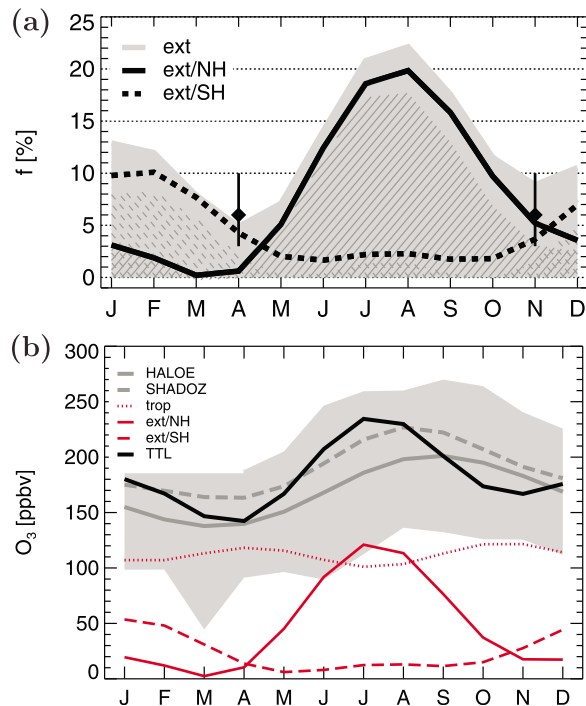 (a)
ext
ext/NH
ext/SH
f [%]
25
20
15
10
5
0
J F M A M J J A S O N D
(b)
HALOE
SHADOZ
trop
ext/NH
ext/SH
TTL
O3 [ppbv]
300
250
200
150
100
50
0
J F M A M J J A S O N D